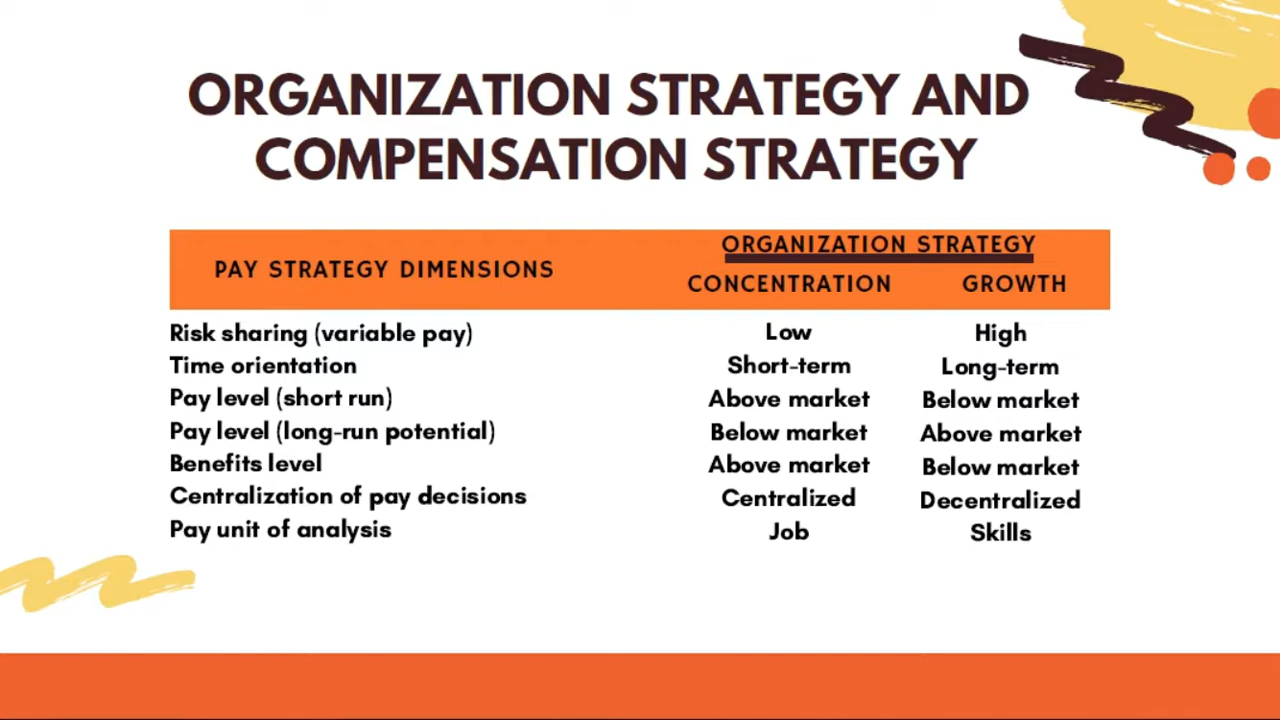 ORGANIZATION STRATEGY AND
COMPENSATION STRATEGY
PAY STRATEGY DIMENSIONS
ORGANIZATION STRATEGY
CONCENTRATION GROWTH
Risk sharing (variable pay) Low High
Time orientation Short-term Long-term
Pay level (short run) Above market Below market
Pay level (long-run potential) Below market Above market
Benefits level Above market Below market
Centralization of pay decisions Centralized Decentralized
Pay unit of analysis Job Skills